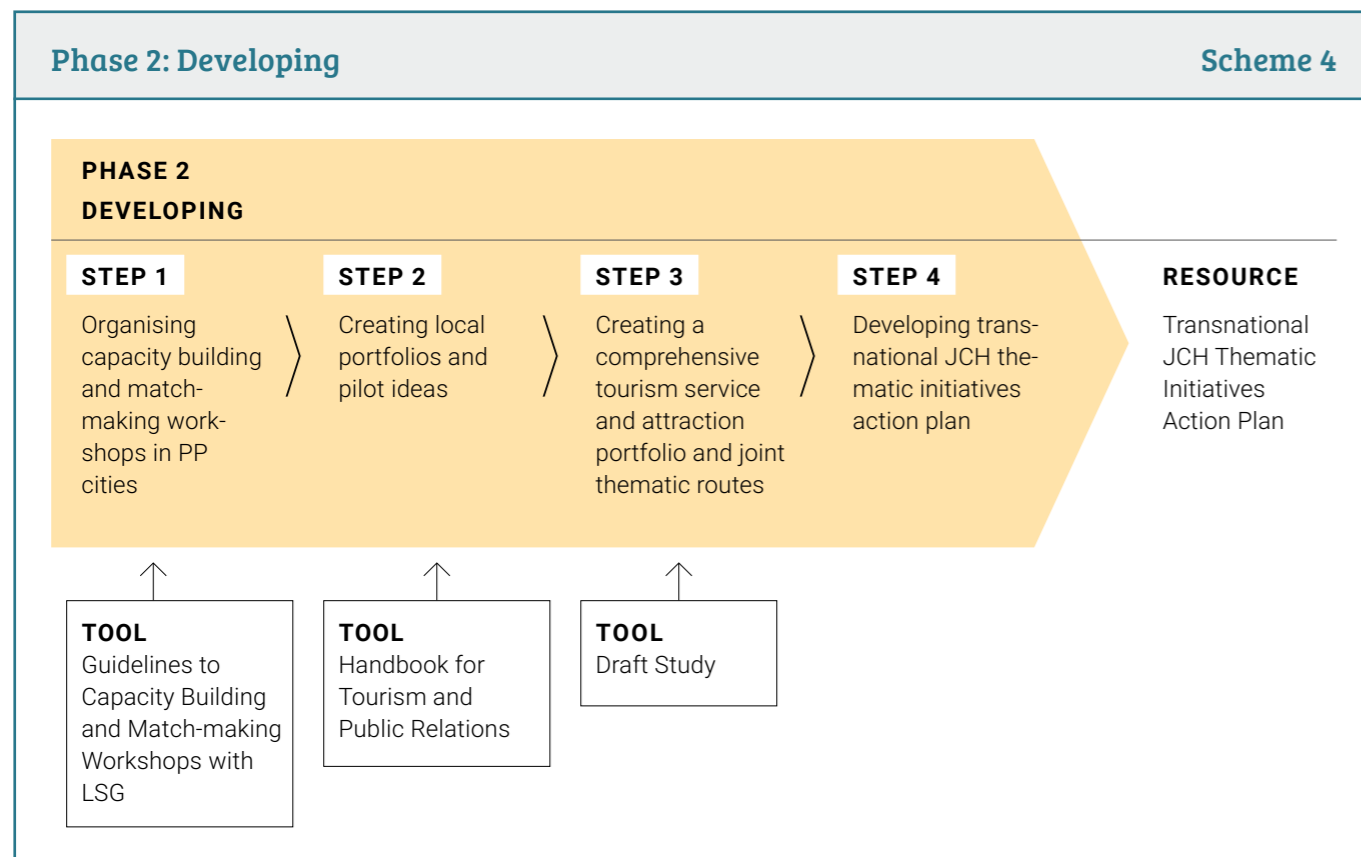 Phase 2: Developing
Scheme 4
PHASE 2
DEVELOPING
STEP 1
Organising
capacity building
and match-
making work-
shops in PP
cities
STEP 2
Creating local
portfolios and
pilot ideas
STEP 3
Creating a
comprehensive
tourism service
and attraction
portfolio and joint
thematic routes
STEP 4
Developing trans-
national JCH the-
matic initiatives
action plan
RESOURCE
Transnational
JCH Thematic
Initiatives
Action Plan
TOOL
Guidelines to
Capacity Building
and Match-making
Workshops with
LSG
TOOL
Handbook for
Tourism and
Public Relations
TOOL
Draft Study